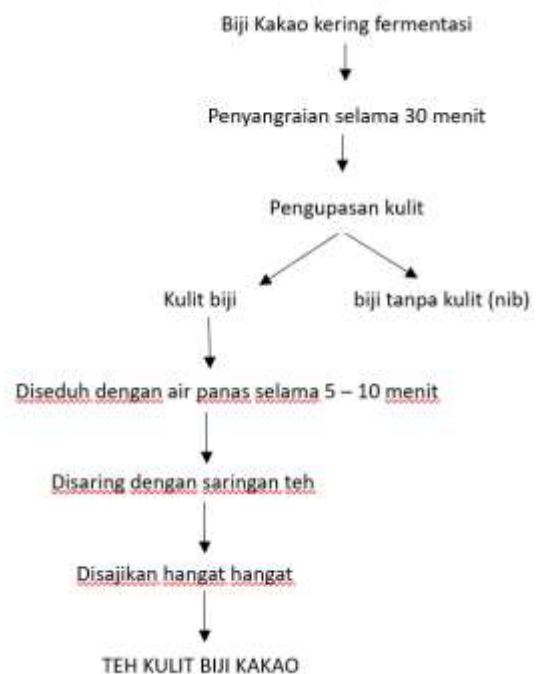 Biji Kakao kering fermentasi
Penyangraian selama 30 menit
Pengupasan kulit
Kulit biji
biji tanpa kulit (nib)
Diseduh dengan air panas selama 5 – 10 menit
Disaring dengan saringan teh
Disajikan hangat hangat
TEH KULIT BIJI KAKAO